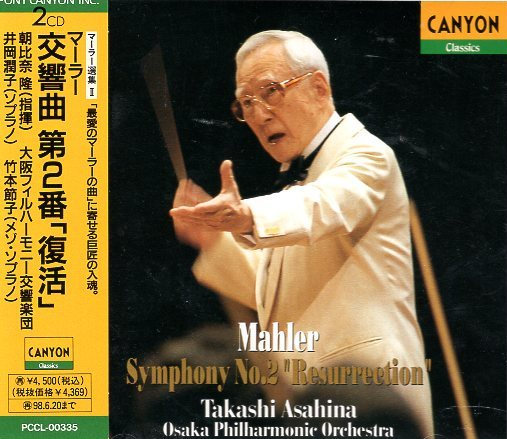 PONY CANYON INC.
2CD
マーラー選集 II 「最愛のマーラーの曲」に寄せる巨匠の入魂。
マーラー
交響曲 第2番「復活」
朝比奈 隆(指揮) 大阪フィルハーモニー交響楽団
井岡潤子(ソプラノ) 竹本節子(メゾ・ソプラノ)
CANYON
Classics
¥4,500(税込)
(税抜価格¥4,369)
98.6.20まで
PCCL-00335
CANYON
Classics
Mahler
Symphony No.2 "Resurrection"
Takashi Asahina
Osaka Philharmonic Orchestra